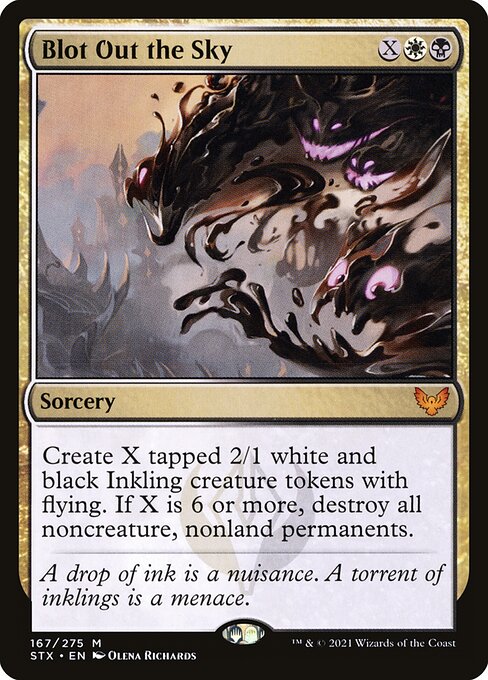 Blot Out the Sky X
Sorcery
Create X tapped 2/1 white and
black Inkling creature tokens with
flying. If X is 6 or more, destroy all
noncreature, nonland permanents.
A drop of ink is a nuisance. A torrent of
inklings is a menace.
167/275 M
STX • EN Olena Richards
™ & © 2021 Wizards of the Coast